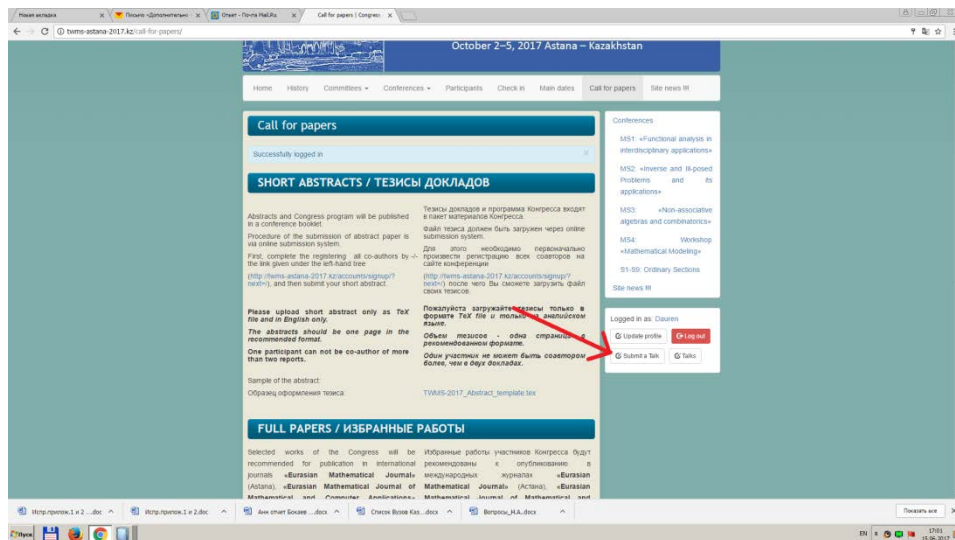 Новая вкладка
Ответ - Почта Mail.Ru
Call for papers | Congress
twms-astana-2017.kz/call-for-papers/
October 2–5, 2017 Astana – Kazakhstan
Home History Committees Conferences Participants Check in Main dates Call for papers Site news !!!
Call for papers
Successfully logged in
SHORT ABSTRACTS / ТЕЗИСЫ ДОКЛАДОВ
Abstracts and Congress program will be published
in a conference booklet.
Procedure of the submission of abstract paper is
via online submission system.
First, complete the registering all co-authors by -/-
the link given under the left-hand tree
(http://twms-astana-2017.kz/accounts/signup/?
next=/), and then submit your short abstract.
Please upload short abstract only as TeX
file and in English only.
The abstracts should be one page in the
recommended format.
One participant can not be co-author of more
than two reports.
Sample of the abstract:
Образец оформления тезиса:
Тезисы докладов и программа Конгресса входят
в пакет материалов Конгресса.
Файл тезиса должен быть загружен через online
submission system.
Для этого необходимо первоначально
произвести регистрацию всех соавторов на
сайте конференции
(http://twms-astana-2017.kz/accounts/signup/?
next=/) после чего Вы сможете загрузить файл
своих тезисов.
Пожалуйста загружайте тезисы только в
формате TeX file и только на английском
языке.
Объем тезисов - одна страница в
рекомендованном формате.
Один участник не может быть соавтором
более, чем в двух докладах.
TWMS-2017_Abstract_template.tex
FULL PAPERS / ИЗБРАННЫЕ РАБОТЫ
Selected works of the Congress will be
recommended for publication in international
journals «Eurasian Mathematical Journal»
(Astana), «Eurasian Mathematical Journal of
Mathematical and Computer Applications»
Избранные работы участников Конгресса будут
рекомендованы к опубликованию в
международных журналах «Eurasian
Mathematical Journal» (Астана), «Eurasian
Mathematical Journal of Mathematical and
Conferences
MS1: «Functional analysis in
interdisciplinary applications»
MS2: «Inverse and Ill-posed
Problems and its
applications»
MS3: «Non-associative
algebras and combinatorics»
MS4: Workshop
«Mathematical Modeling»
S1-S9: Ordinary Sections
Site news !!!
Logged in as: Dauren
Update profile Log out
Submit a Talk Talks
Испр.прилож.1 и 2 ....doc Испр.прилож.1 и 2.doc Анн отчет Бокаев ....docx Список Вузов Каз...docx Вопросы_Н.А..docx Показать все
Пуск EN 17:01
15.06.2017